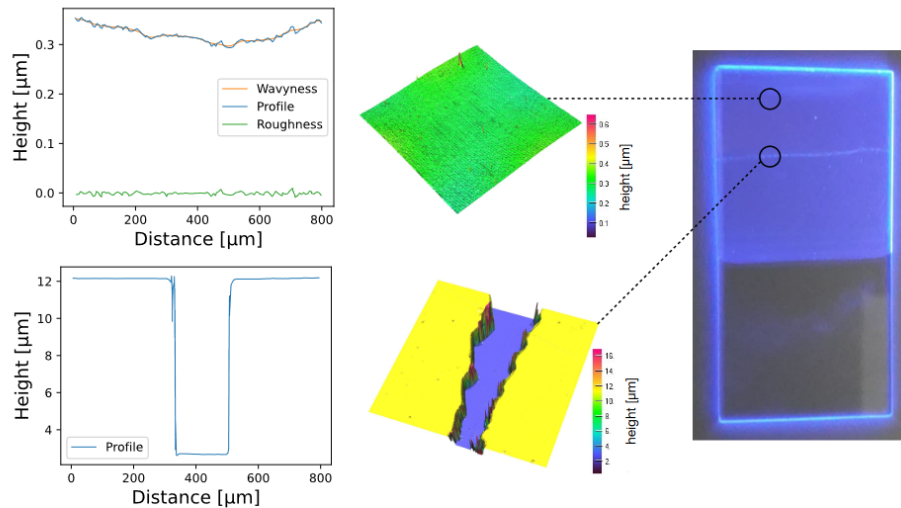 Height [µm]
0.3
0.2
0.1
0.0
Wavyness
Profile
Roughness
0 200 400 600 800
Distance [µm]
0.6
0.5
0.4
0.3
0.2
0.1
height [µm]
Height [µm]
12
10
8
6
4
Profile
0 200 400 600 800
Distance [µm]
16.
14.
12.
10.
8.
6.
4.
2.
height [µm]